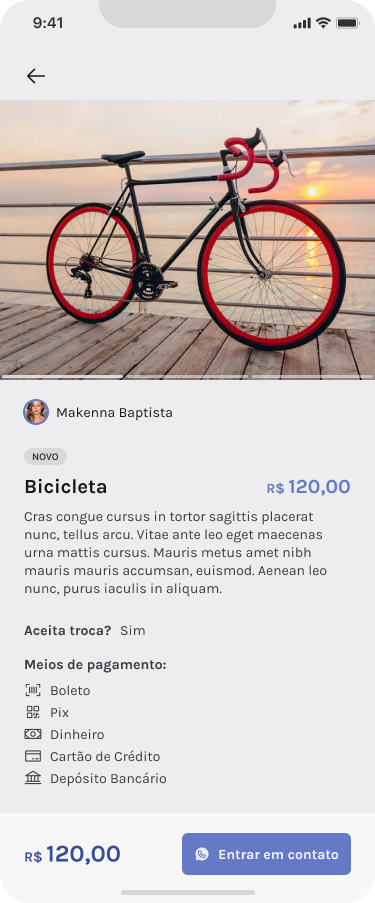 9:41
Makenna Baptista
NOVO
Bicicleta
R$ 120,00
Cras congue cursus in tortor sagittis placerat
nunc, tellus arcu. Vitae ante leo eget maecenas
urna mattis cursus. Mauris metus amet nibh
mauris mauris accumsan, euismod. Aenean leo
nunc, purus iaculis in aliquam.
Aceita troca? Sim
Meios de pagamento:
Boleto
Pix
Dinheiro
Cartão de Crédito
Depósito Bancário
R$ 120,00
Entrar em contato